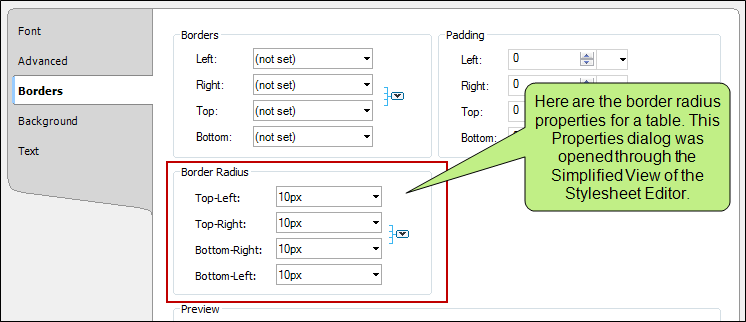 Font
Advanced
Borders
Background
Text
Borders
Left: (not set)
Right: (not set)
Top: (not set)
Bottom: (not set)
Padding
Left: 0
Right: 0
Top: 0
Bottom:
Border Radius
Top-Left: 10px
Top-Right: 10px
Bottom-Right: 10px
Bottom-Left: 10px
Preview
Here are the border radius
properties for a table. This
Properties dialog was
opened through the
Simplified View of the
Stylesheet Editor.